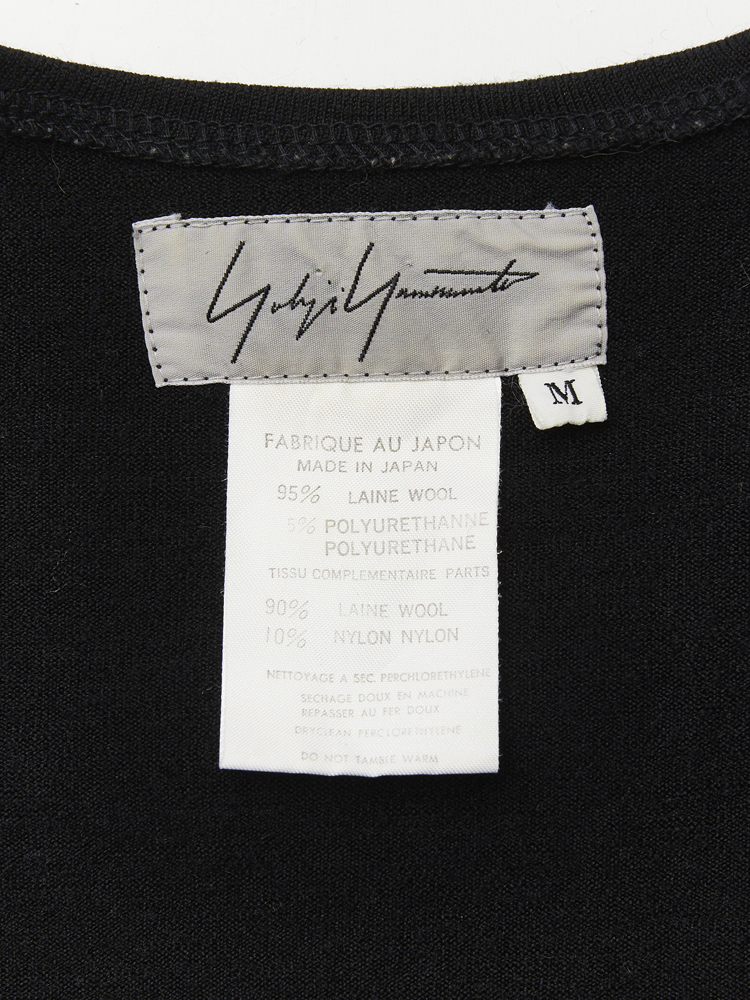 Yohji Yamamoto
M
FABRIQUE AU JAPON
MADE IN JAPAN
95% LAINE WOOL
5% POLYURETHANNE
POLYURETHANE
TISSU COMPLEMENTAIRE PARTS
90% LAINE WOOL
10% NYLON NYLON
NETTOYAGE A SEC. PERCHLORETHYLENE
SECHAGE DOUX EN MACHINE
REPASSER AU FER DOUX
DRYCLEAN PERCLORETHYLENE
DO NOT TAMBLE WARM